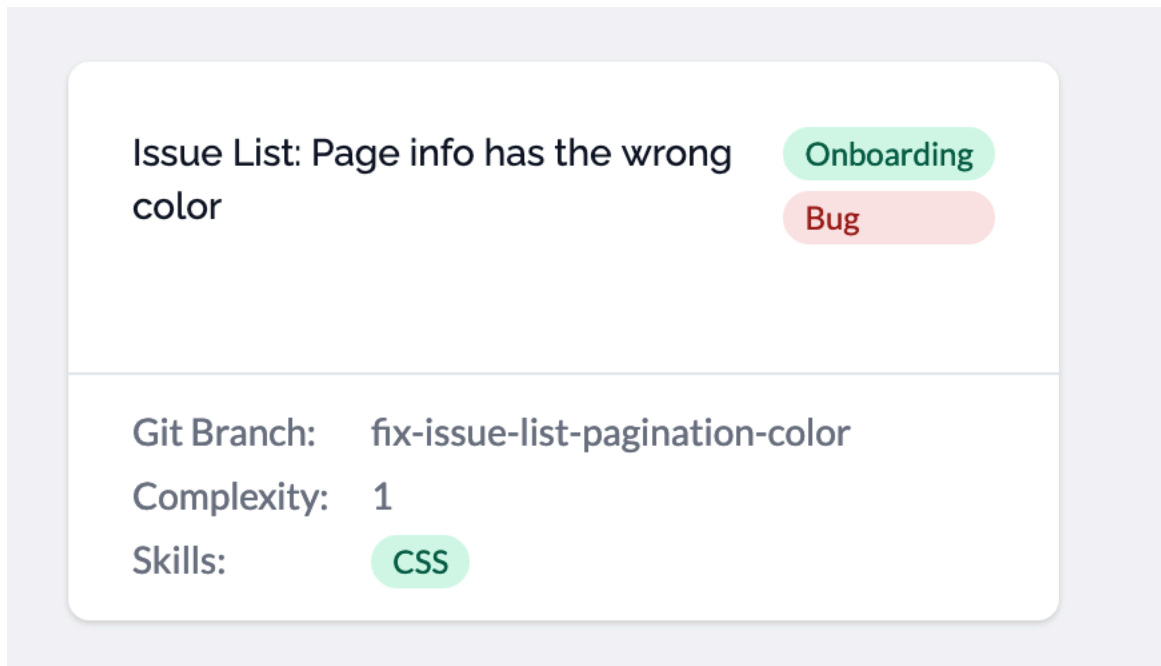 Issue List: Page info has the wrong
color
Onboarding
Bug
Git Branch: fix-issue-list-pagination-color
Complexity: 1
Skills: CSS